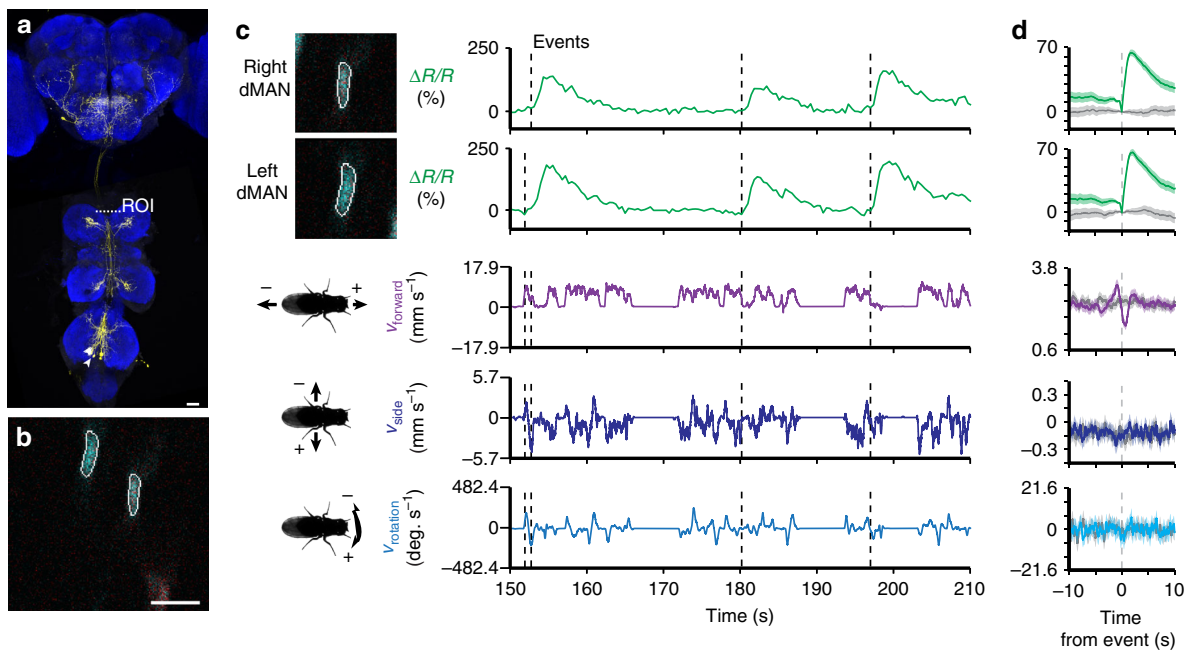 a
ROI
b
c
Right
dMAN
Left
dMAN
Events
ΔR/R
(%)
250
0
ΔR/R
(%)
250
0
− +
Vforward
(mm s−1)
17.9
0
−17.9
−
+
Vside
(mm s−1)
5.7
0
−5.7
−
+
Vrotation
(deg. s−1)
482.4
0
−482.4
150 160 170 180 190 200 210
Time (s)
d
70
0
70
0
3.8
0.6
0.3
0
−0.3
21.6
0
−21.6
−10 0 10
Time
from event (s)